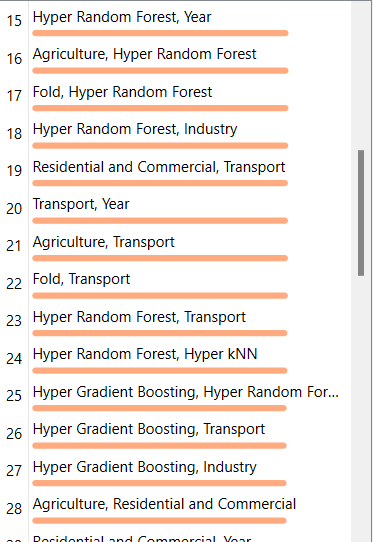 15 Hyper Random Forest, Year
16 Agriculture, Hyper Random Forest
17 Fold, Hyper Random Forest
18 Hyper Random Forest, Industry
19 Residential and Commercial, Transport
20 Transport, Year
21 Agriculture, Transport
22 Fold, Transport
23 Hyper Random Forest, Transport
24 Hyper Random Forest, Hyper kNN
25 Hyper Gradient Boosting, Hyper Random For...
26 Hyper Gradient Boosting, Transport
27 Hyper Gradient Boosting, Industry
28 Agriculture, Residential and Commercial
Residential and Commercial, Year